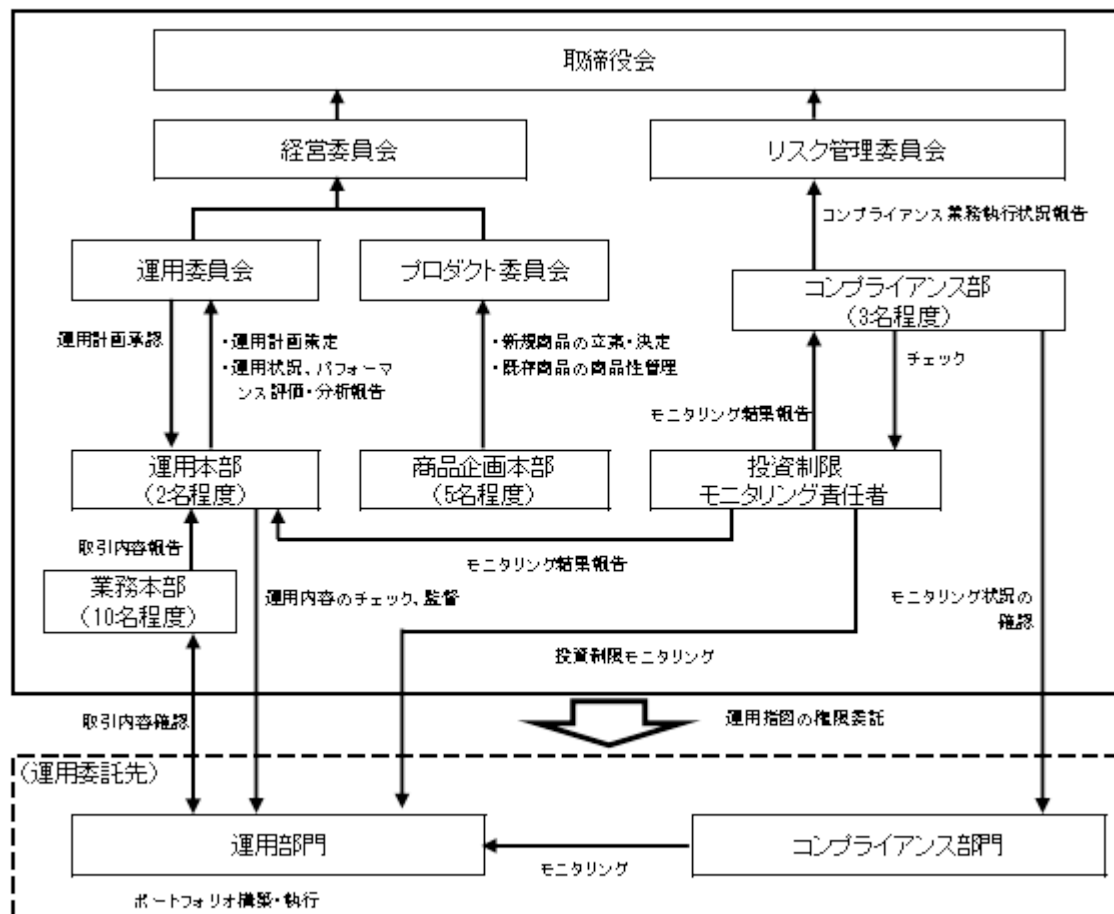 取締役会
経営委員会
リスク管理委員会
コンプライアンス業務執行状況報告
運用委員会
プロダクト委員会
コンプライアンス部
(3名程度)
運用計画承認
・運用計画策定
・運用状況、パフォーマ
ンス評価・分析報告
・新規商品の立案・決定
・既存商品の商品性管理
チェック
モニタリング結果報告
運用本部
(2名程度)
商品企画本部
(5名程度)
投資制限
モニタリング責任者
取引内容報告
モニタリング結果報告
業務本部
(10名程度)
運用内容のチェック、監督
モニタリング状況の
確認
投資制限モニタリング
取引内容確認
運用指図の権限委託
(運用委託先)
運用部門
コンプライアンス部門
モニタリング
ポートフォリオ構築・執行